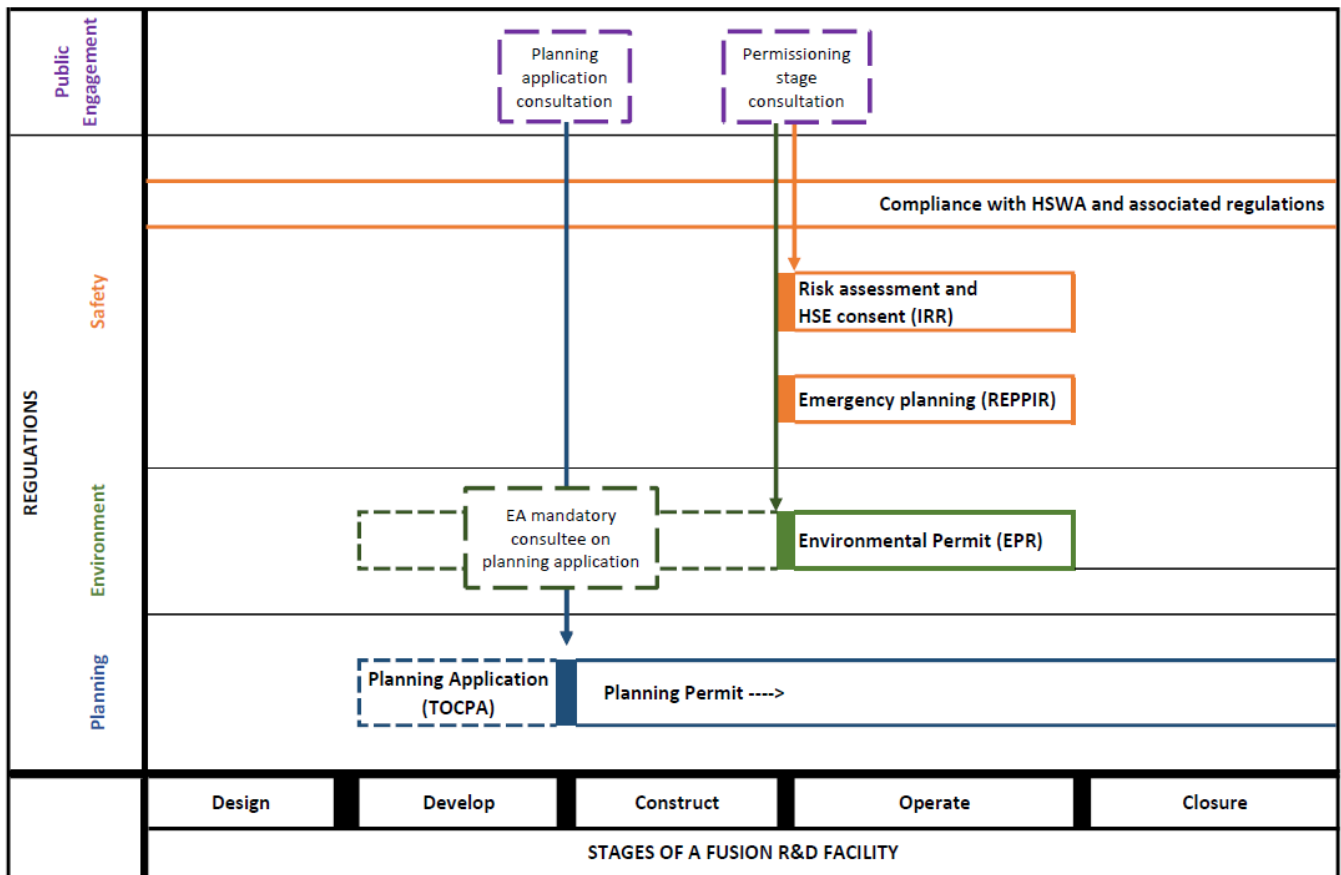 Public
Engagement
Planning
application
consultation
Permissioning
stage
consultation
REGULATIONS
Safety
Compliance with HSWA and associated regulations
Risk assessment and
HSE consent (IRR)
Emergency planning (REPPIR)
Environment
EA mandatory
consultee on
planning application
Environmental Permit (EPR)
Planning
Planning Application
(TOCPA)
Planning Permit ---->
Design
Develop
Construct
Operate
Closure
STAGES OF A FUSION R&D FACILITY